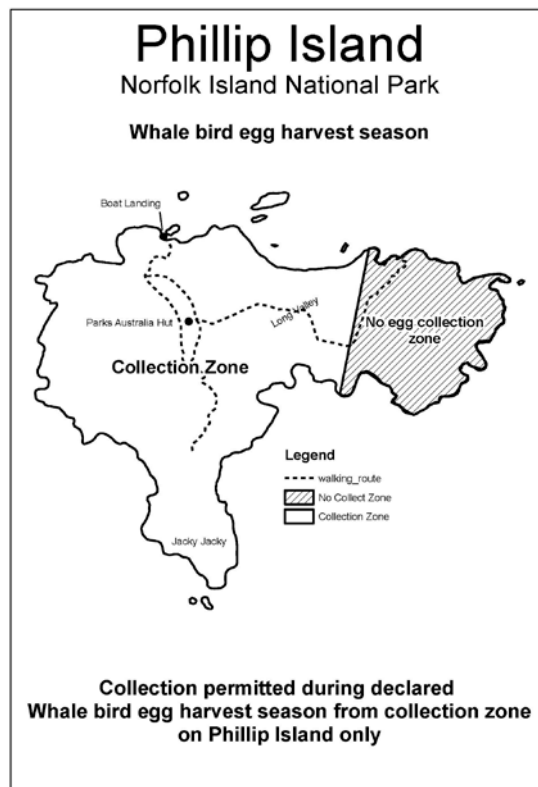 Phillip Island
Norfolk Island National Park
Whale bird egg harvest season
Boat Landing
Parks Australia Hut
Long Valley
No egg collection
zone
Collection Zone
Legend
walking_route
No Collect Zone
Collection Zone
Jacky Jacky
Collection permitted during declared
Whale bird egg harvest season from collection zone
on Phillip Island only